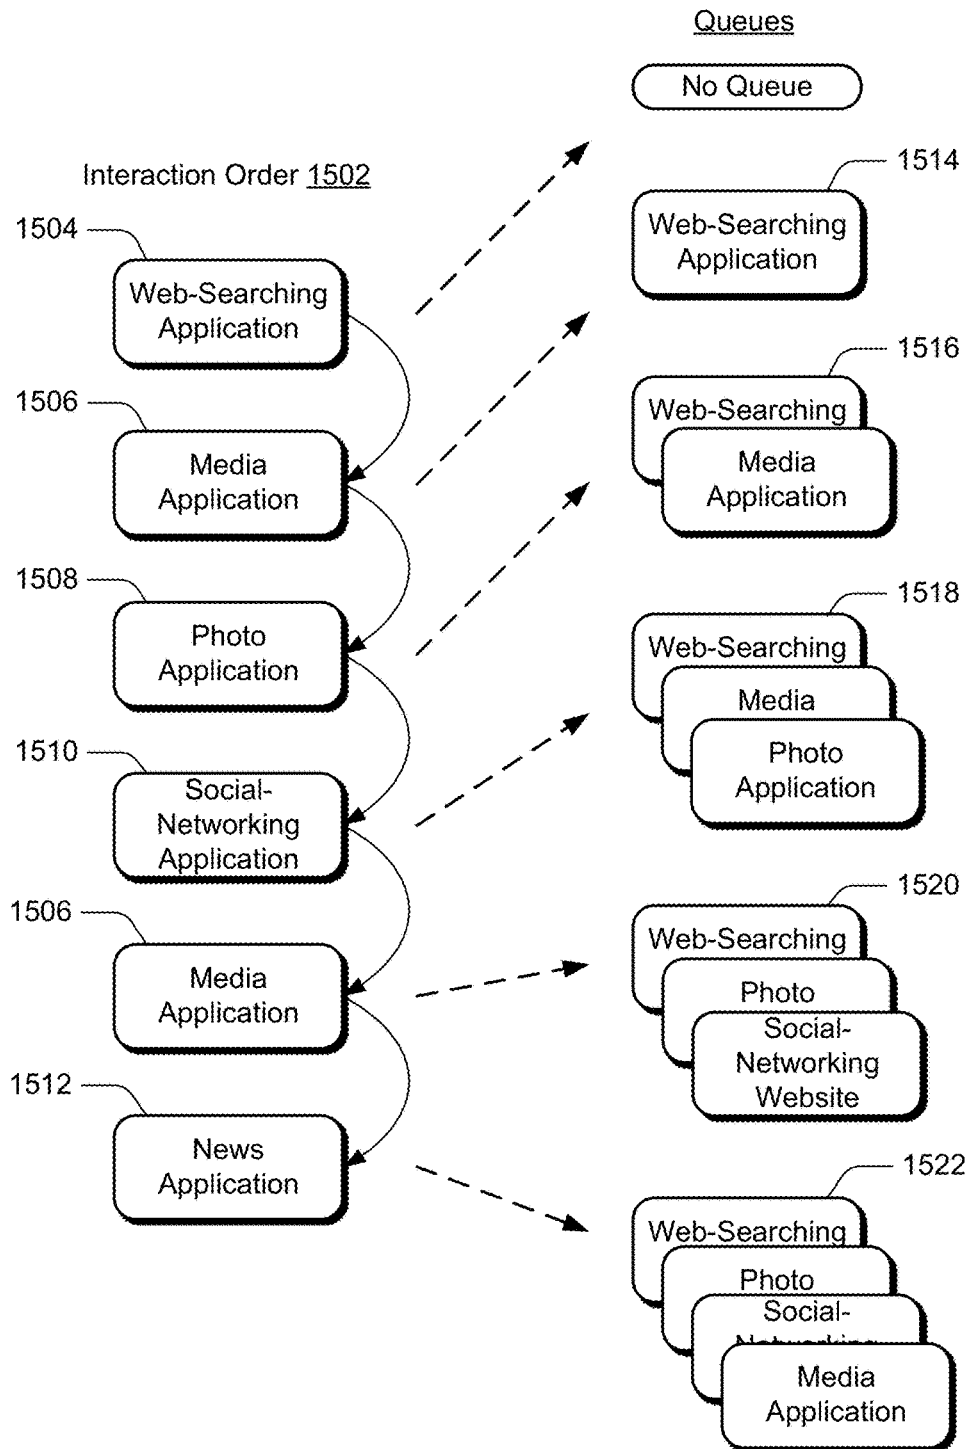 Queues
No Queue
Interaction Order 1502
1504
Web-Searching
Application
1506
Media
Application
1508
Photo
Application
1510
Social-
Networking
Application
1506
Media
Application
1512
News
Application
1514
Web-Searching
Application
1516
Web-Searching
Media
Application
1518
Web-Searching
Media
Photo
Application
1520
Web-Searching
Photo
Social-
Networking
Website
1522
Web-Searching
Photo
Social-
Networking
Media
Application